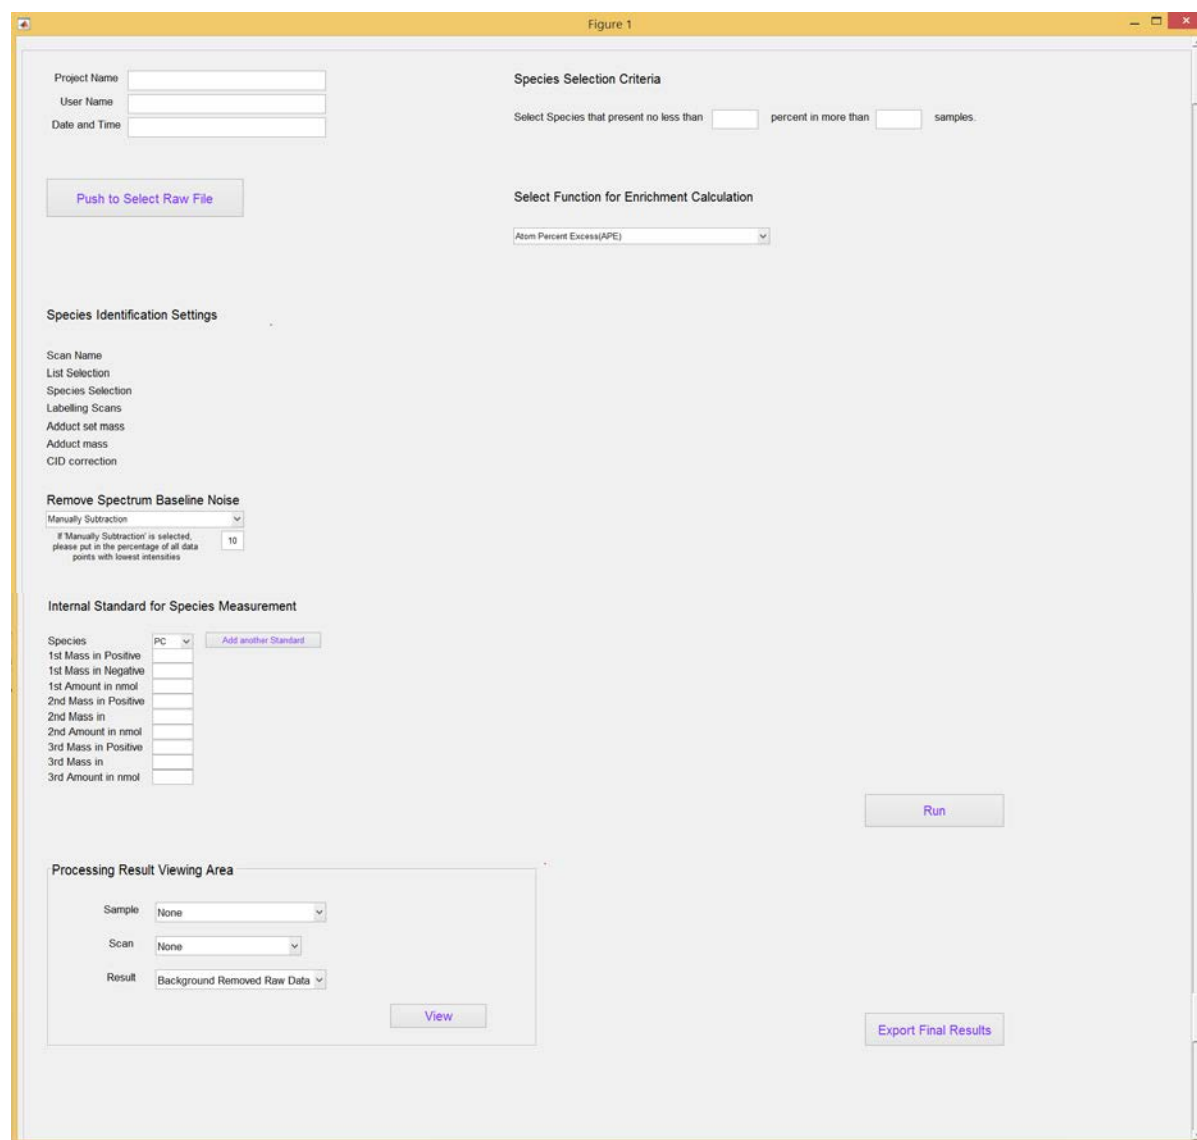 Figure 1
Project Name
User Name
Date and Time
Species Selection Criteria
Select Species that present no less than percent in more than samples.
Push to Select Raw File
Select Function for Enrichment Calculation
Atom Percent Excess(APE)
Species Identification Settings
Scan Name
List Selection
Species Selection
Labelling Scans
Adduct set mass
Adduct mass
CID correction
Remove Spectrum Baseline Noise
Manually Subtraction
If 'Manually Subtraction' is selected,
please put in the percentage of all data
points with lowest intensities
10
Internal Standard for Species Measurement
Species PC Add another Standard
1st Mass in Positive
1st Mass in Negative
1st Amount in nmol
2nd Mass in Positive
2nd Mass in
2nd Amount in nmol
3rd Mass in Positive
3rd Mass in
3rd Amount in nmol
Run
Processing Result Viewing Area
Sample None
Scan None
Result Background Removed Raw Data
View
Export Final Results